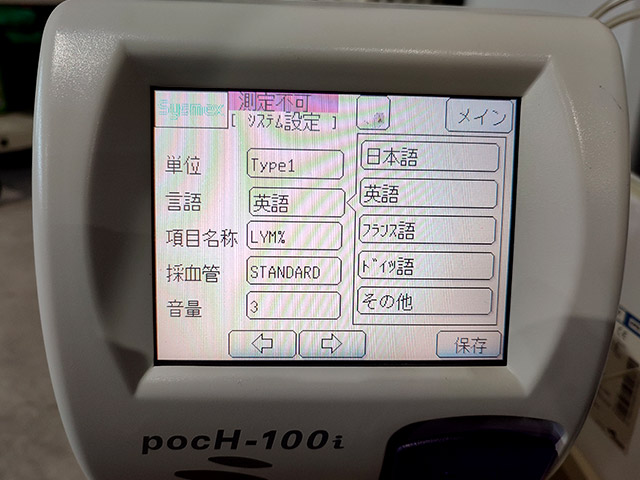 Sysmex
測定不可
[ システム設定 ]
メイン
単位 Type1
言語 英語
項目名称 LYM%
採血管 STANDARD
音量 3
日本語
英語
フランス語
ドイツ語
その他
保存
pocH-100i